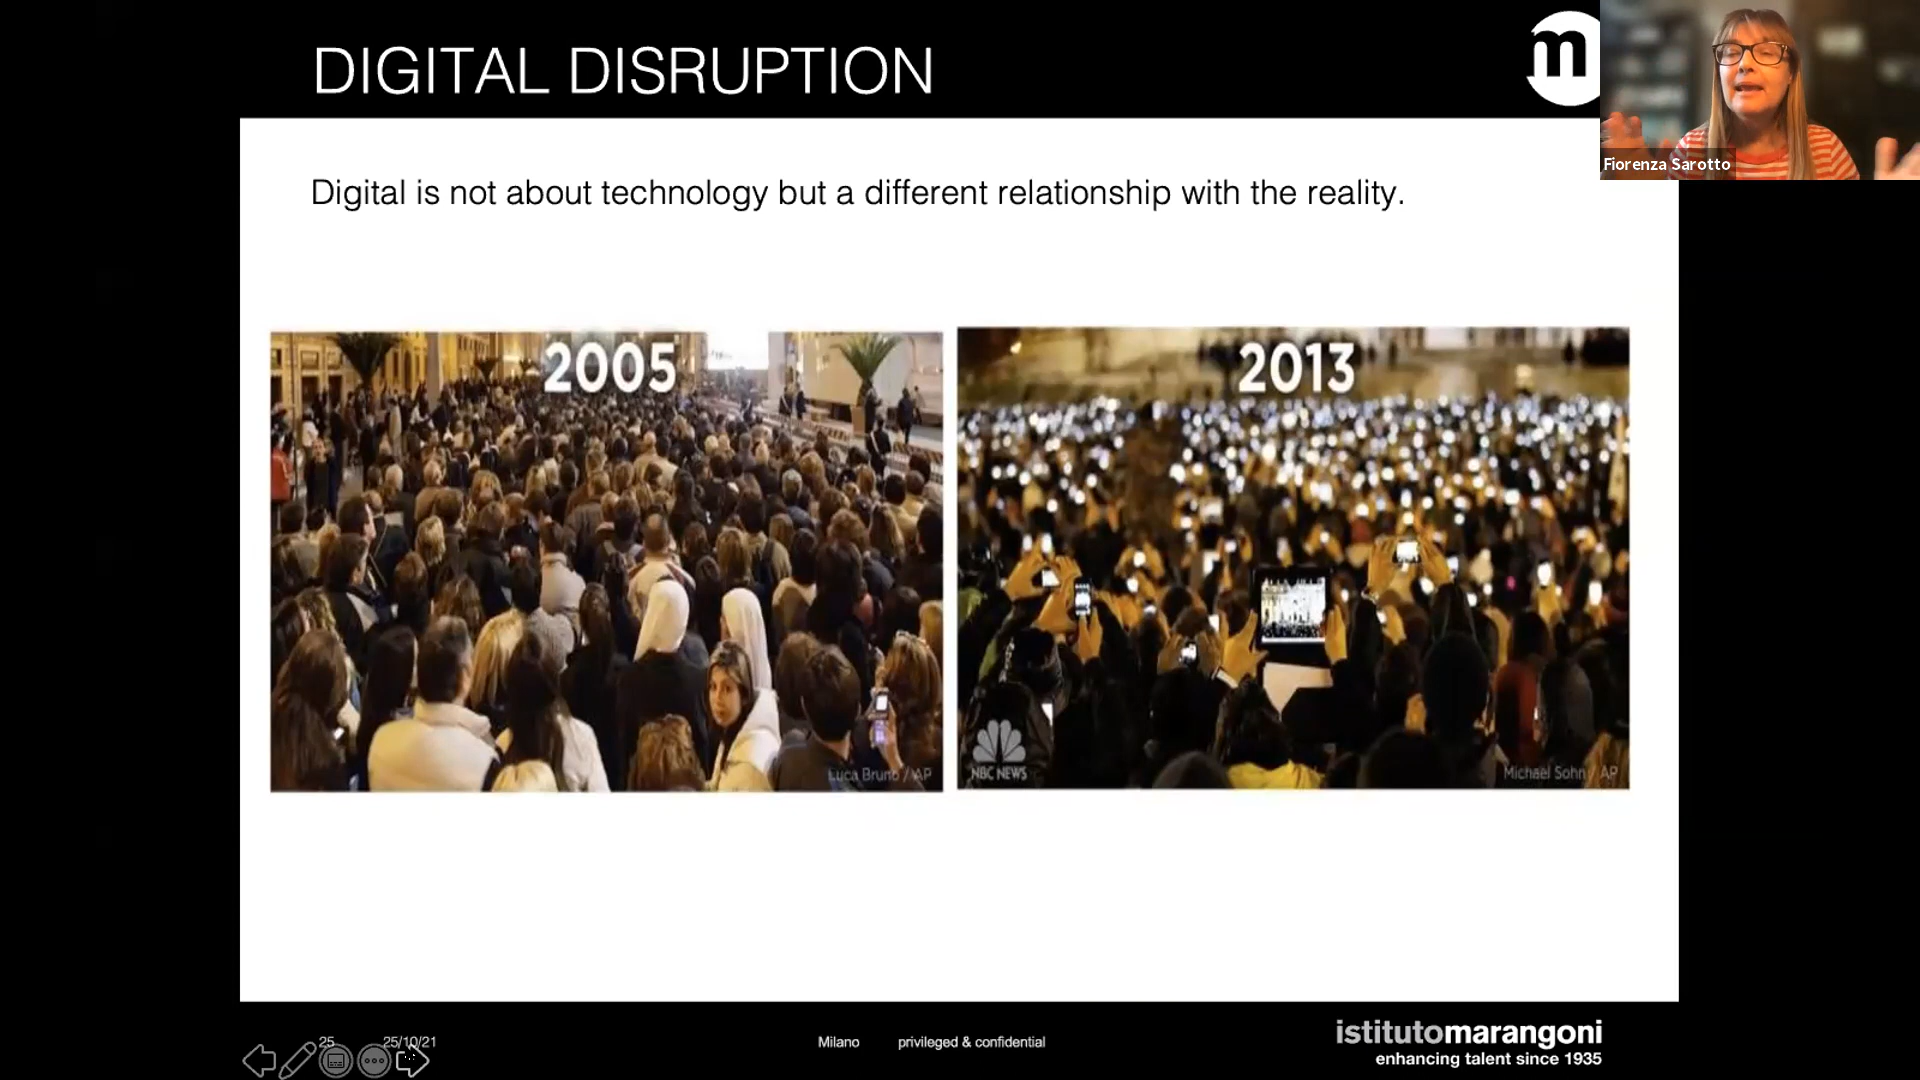 DIGITAL DISRUPTION
m
Fiorenza Sarotto
Digital is not about technology but a different relationship with the reality.
2005
2013
Luca Bruno / AP
NBC NEWS
Michael Sohn / AP
25
25/10/21
Milano
privileged & confidential
istitutomarangoni
enhancing talent since 1935